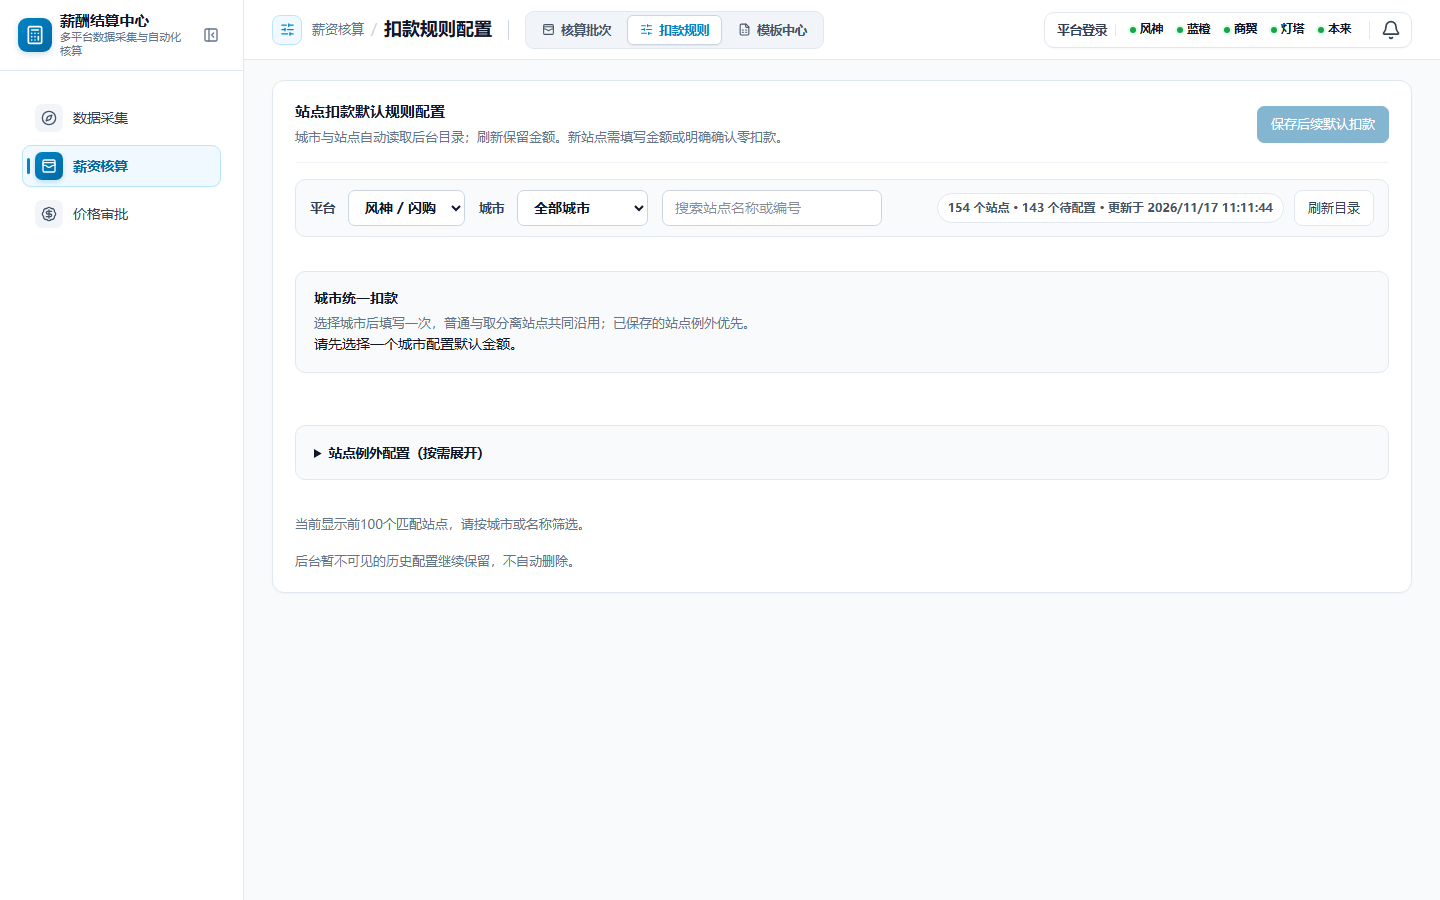 薪酬结算中心
多平台数据采集与自动化
核算
数据采集
薪资核算
价格审批
薪资核算 / 扣款规则配置
核算批次
扣款规则
模板中心
平台登录
风神
蓝橙
商翼
灯塔
本来
站点扣款默认规则配置
城市与站点自动读取后台目录；刷新保留金额。新站点需填写金额或明确确认零扣款。
保存后续默认扣款
平台
风神 / 闪购
城市
全部城市
搜索站点名称或编号
154 个站点 • 143 个待配置 • 更新于 2026/11/17 11:11:44
刷新目录
城市统一扣款
选择城市后填写一次，普通与取分离站点共同沿用；已保存的站点例外优先。
请先选择一个城市配置默认金额。
站点例外配置（按需展开）
当前显示前100个匹配站点，请按城市或名称筛选。
后台暂不可见的历史配置继续保留，不自动删除。